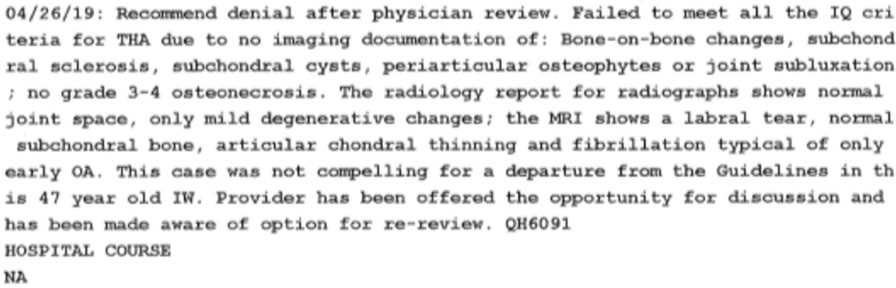 04/26/19: Recommend denial after physician review. Failed to meet all the IQ cri
teria for THA due to no imaging documentation of: Bone-on-bone changes, subchond
ral sclerosis, subchondral cysts, periarticular osteophytes or joint subluxation
; no grade 3-4 osteonecrosis. The radiology report for radiographs shows normal
joint space, only mild degenerative changes; the MRI shows a labral tear, normal
subchondral bone, articular chondral thinning and fibrillation typical of only
early OA. This case was not compelling for a departure from the Guidelines in th
is 47 year old IW. Provider has been offered the opportunity for discussion and
has been made aware of option for re-review. QH6091
HOSPITAL COURSE
NA